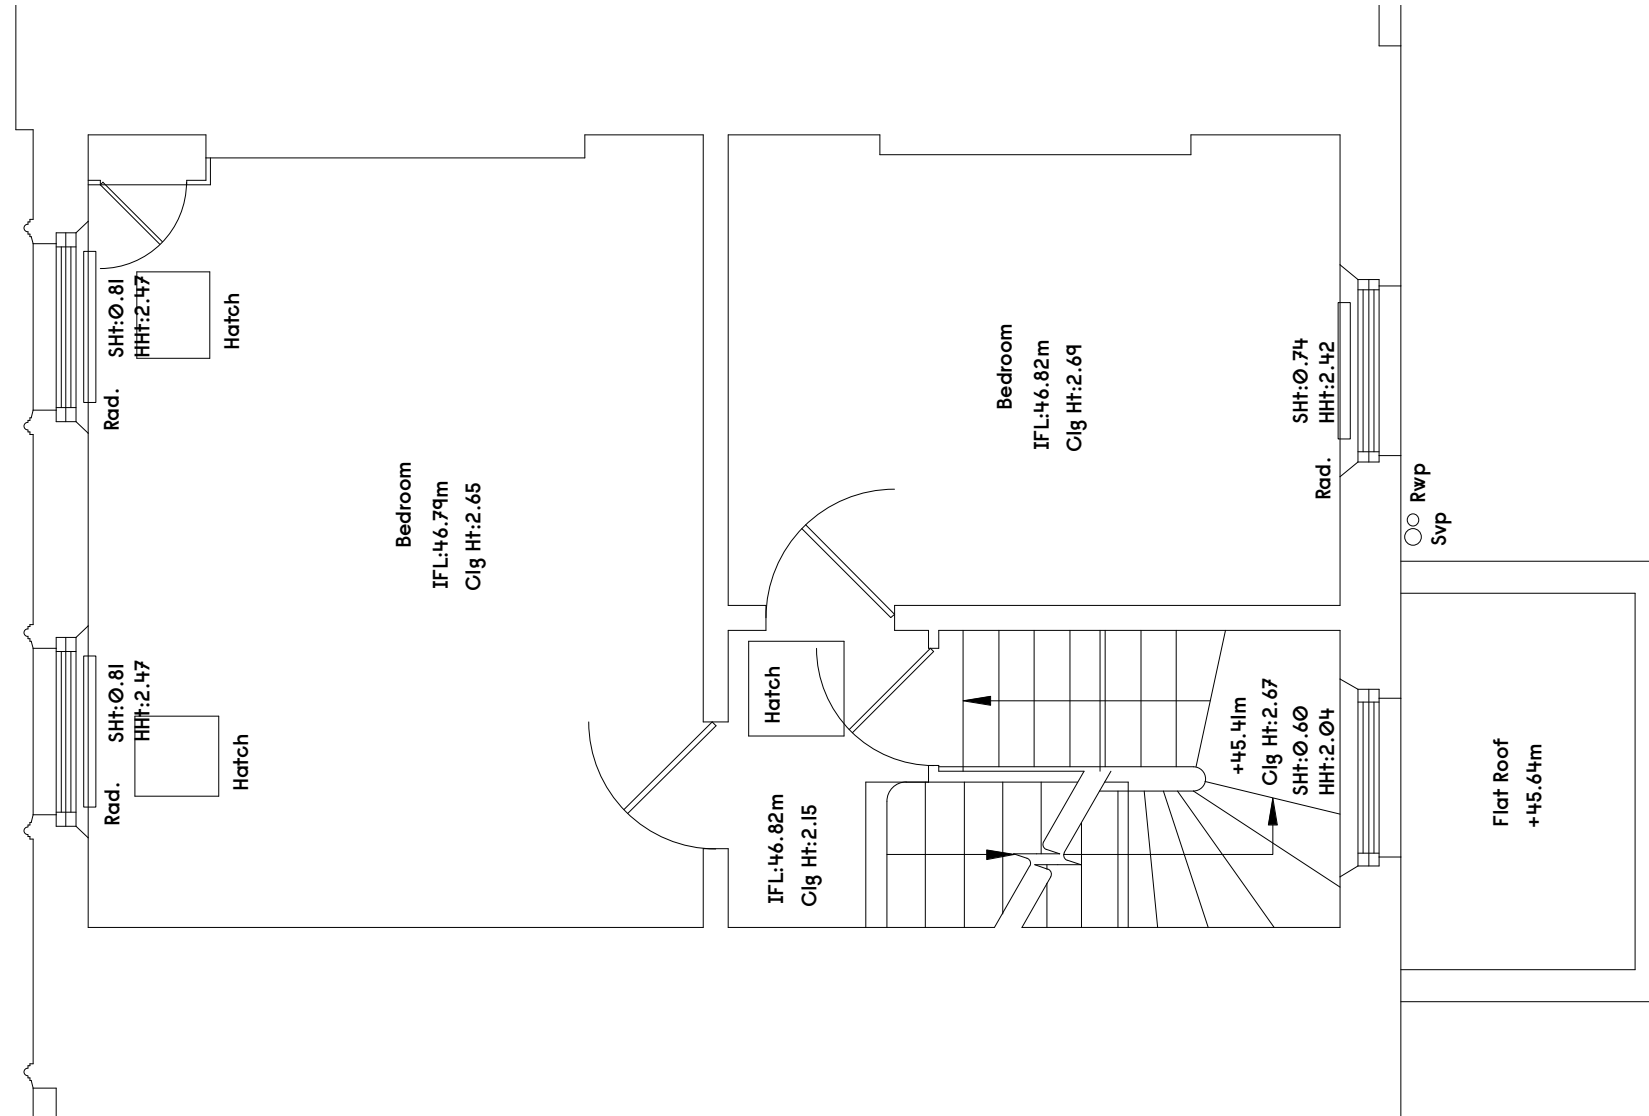 SHt:0.81
HHt:2.47
Hatch
Rad.
Bedroom
IFL:46.79m
Clg Ht:2.65
SHt:0.81
HHt:2.47
Hatch
Rad.
Bedroom
IFL:46.82m
Clg Ht:2.69
SHt:0.74
HHt:2.42
Rad.
Rwp
Svp
Hatch
IFL:46.82m
Clg Ht:2.15
+45.41m
Clg Ht:2.67
SHt:0.60
HHt:2.04
Flat Roof
+45.64m